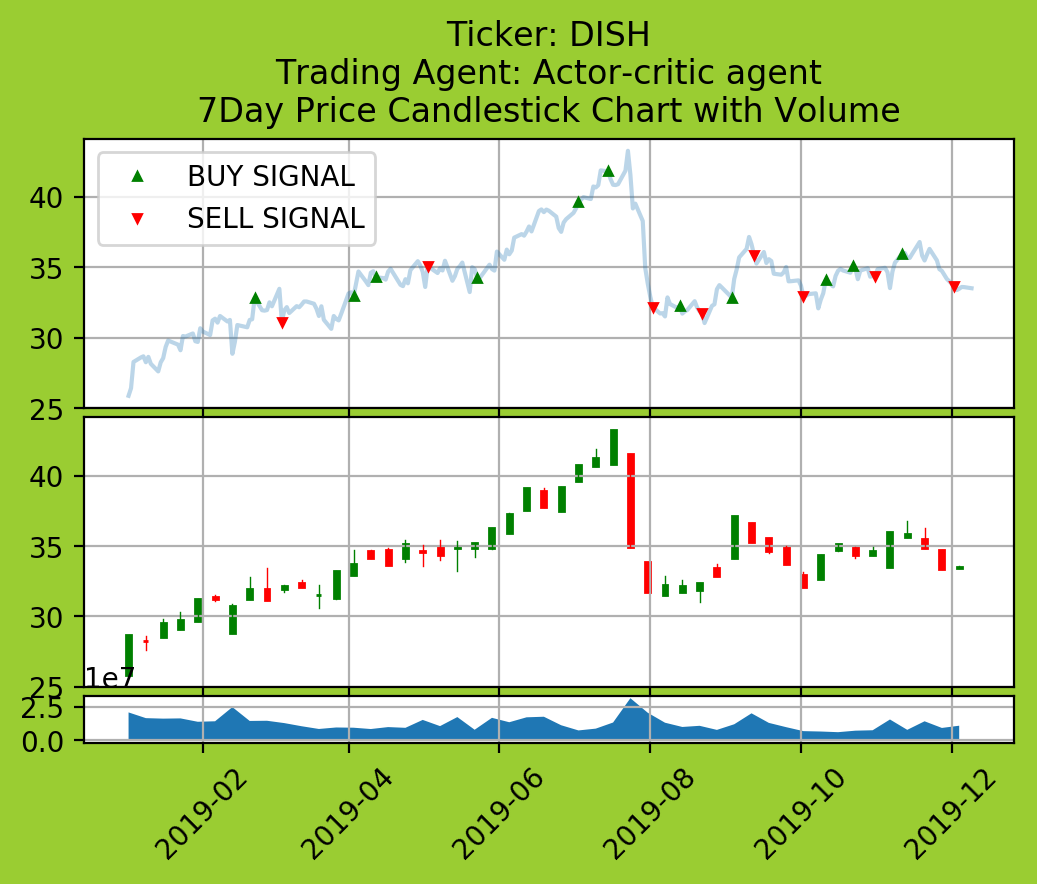 Ticker: DISH
Trading Agent: Actor-critic agent
7Day Price Candlestick Chart with Volume
BUY SIGNAL
SELL SIGNAL
40
35
30
25
40
35
30
25
1e7
2.5
0.0
2019-02
2019-04
2019-06
2019-08
2019-10
2019-12